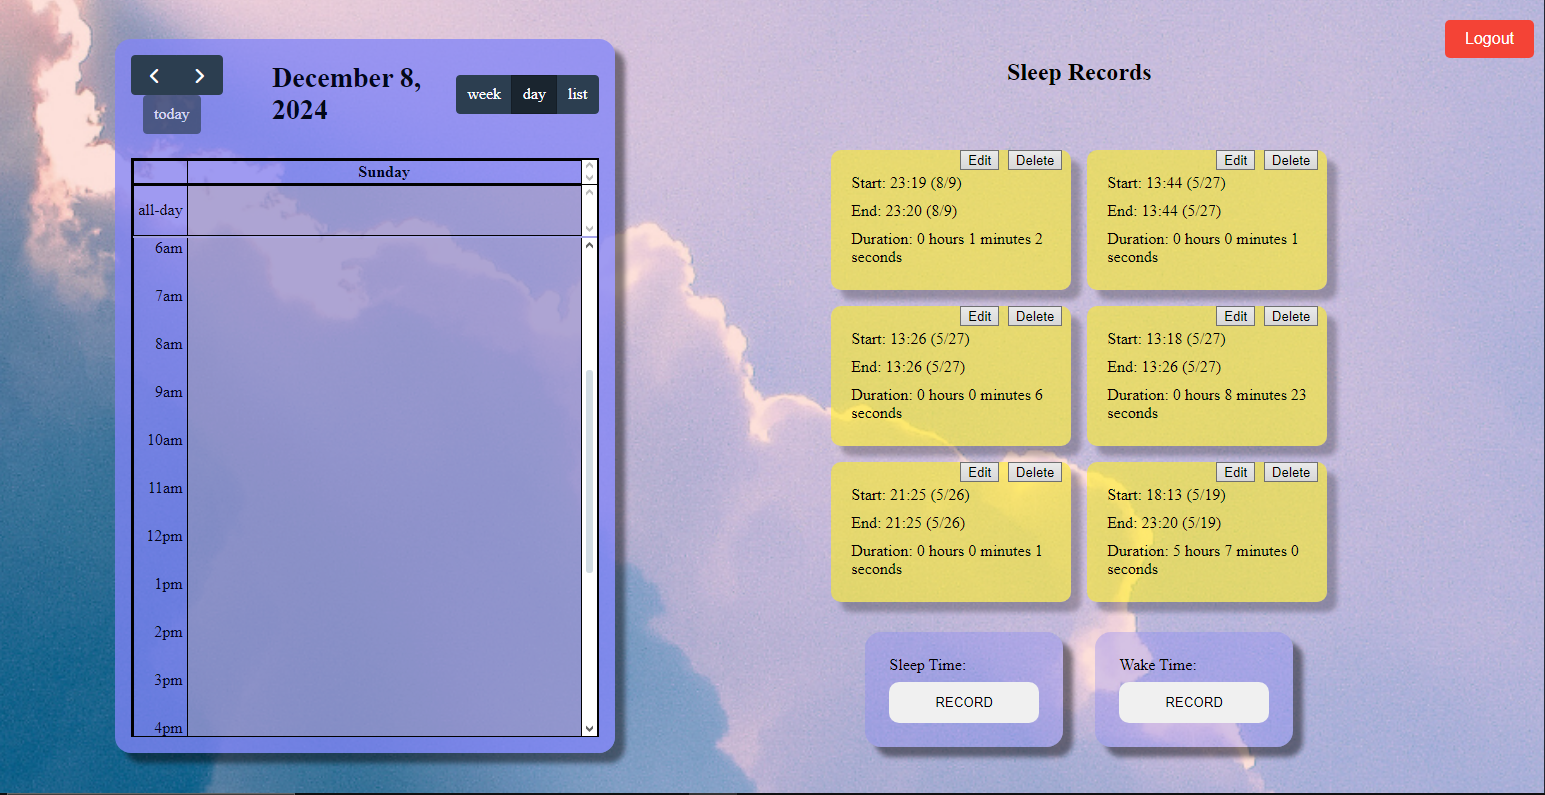 Logout
December 8,
2024
today
week
day
list
Sunday
all-day
6am
7am
8am
9am
10am
11am
12pm
1pm
2pm
3pm
4pm
Sleep Records
Edit
Delete
Start: 23:19 (8/9)
End: 23:20 (8/9)
Duration: 0 hours 1 minutes 2
seconds
Edit
Delete
Start: 13:44 (5/27)
End: 13:44 (5/27)
Duration: 0 hours 0 minutes 1
seconds
Edit
Delete
Start: 13:26 (5/27)
End: 13:26 (5/27)
Duration: 0 hours 0 minutes 6
seconds
Edit
Delete
Start: 13:18 (5/27)
End: 13:26 (5/27)
Duration: 0 hours 8 minutes 23
seconds
Edit
Delete
Start: 21:25 (5/26)
End: 21:25 (5/26)
Duration: 0 hours 0 minutes 1
seconds
Edit
Delete
Start: 18:13 (5/19)
End: 23:20 (5/19)
Duration: 5 hours 7 minutes 0
seconds
Sleep Time:
RECORD
Wake Time:
RECORD